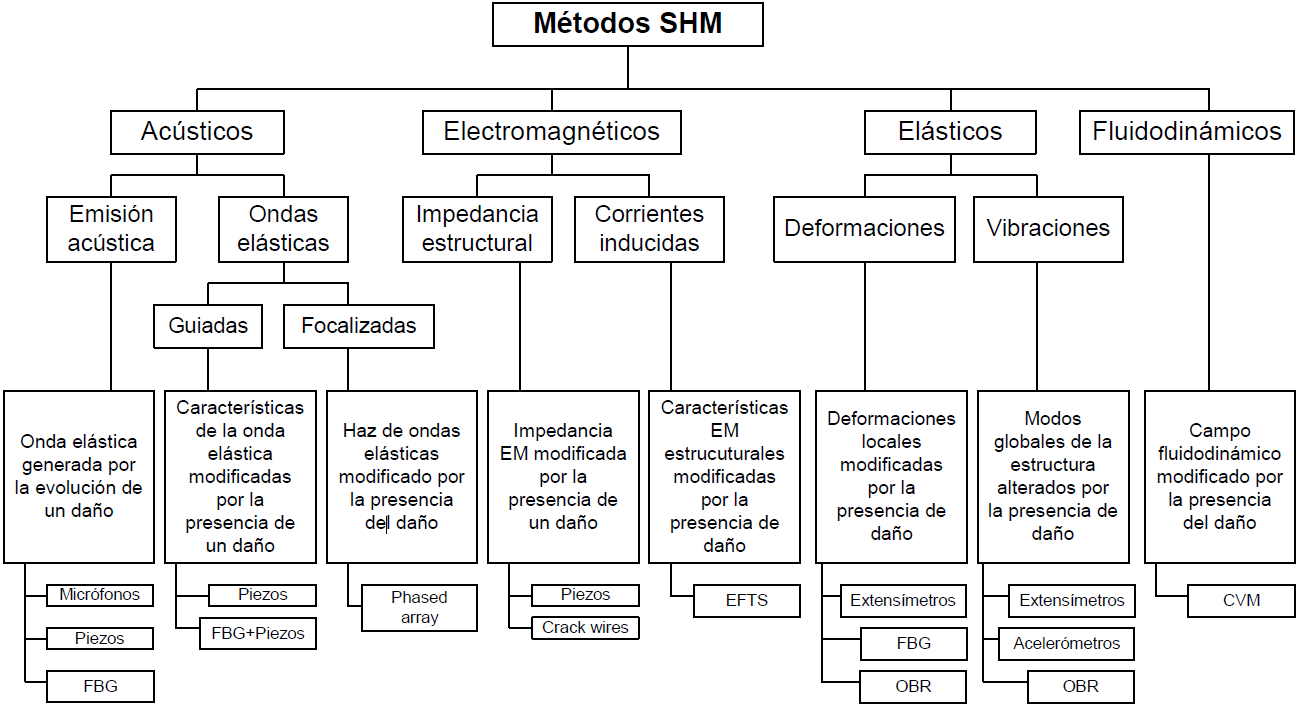 Métodos SHM
Acústicos
Electromagnéticos
Elásticos
Fluidodinámicos
Emisión
acústica
Ondas
elásticas
Impedancia
estructural
Corrientes
inducidas
Deformaciones
Vibraciones
Guiadas
Focalizadas
Onda elástica
generada por
la evolución de
un daño
Características
de la onda
elástica
modificadas
por la
presencia de
un daño
Haz de ondas
elásticas
modificado por
la presencia
del daño
Impedancia
EM modificada
por la
presencia de
un daño
Características
EM
estrucuturales
modificadas
por la
presencia de
daño
Deformaciones
locales
modificadas
por la
presencia de
daño
Modos
globales de la
estructura
alterados por
la presencia de
daño
Campo
fluidodinámico
modificado por
la presencia
del daño
Micrófonos
Piezos
FBG
Piezos
FBG+Piezos
Phased
array
Piezos
Crack wires
EFTS
Extensímetros
FBG
OBR
Extensímetros
Acelerómetros
OBR
CVM